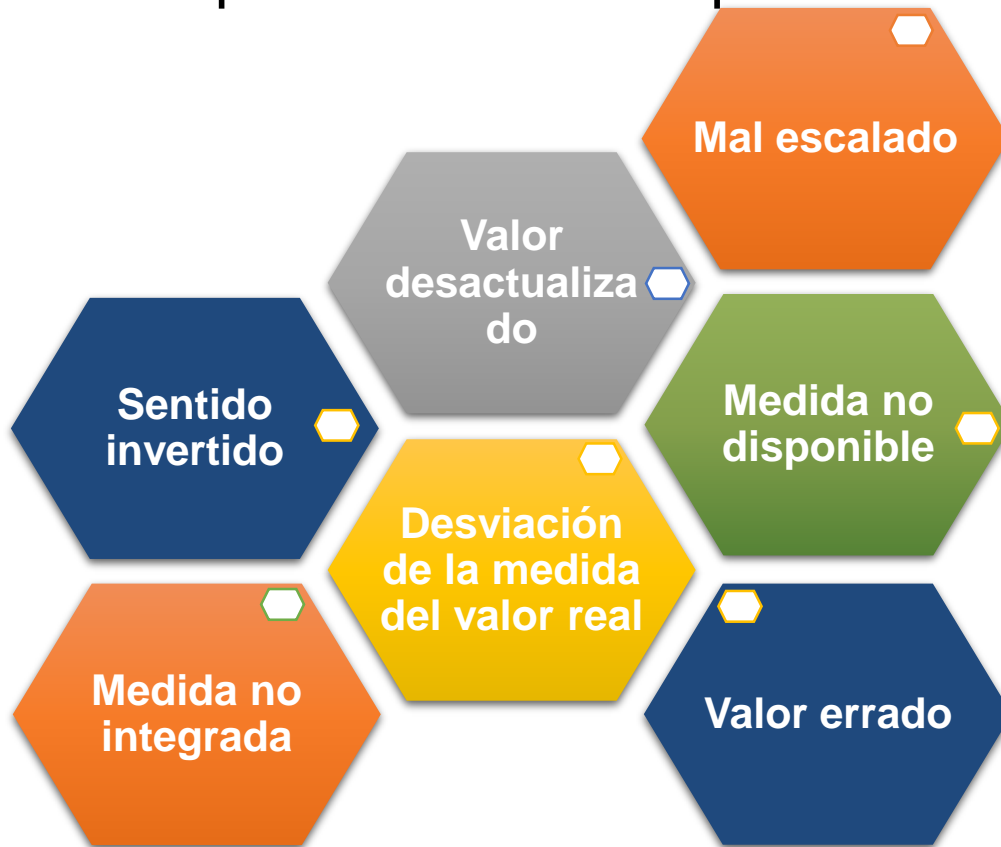 Mal escalado
Valor
desactualiza
do
Sentido
invertido
Medida no
disponible
Desviación
de la medida
del valor real
Medida no
integrada
Valor errado